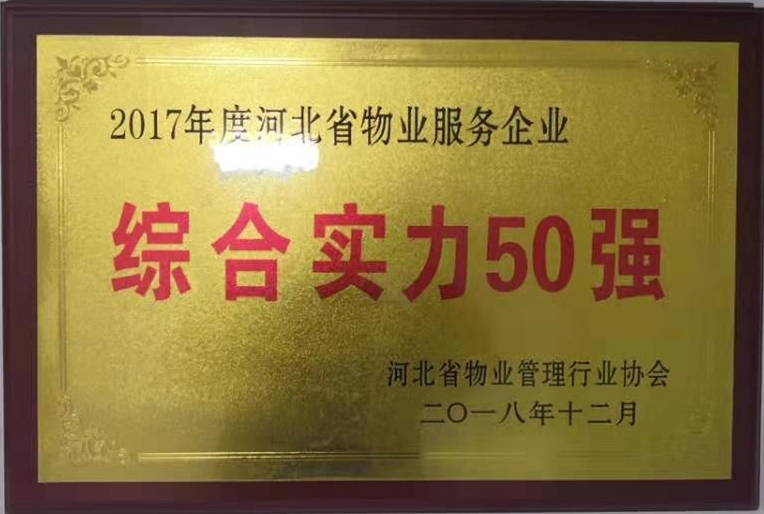 2017年度河北省物业服务企业
综合实力50强
河北省物业管理行业协会
二〇一八年十二月